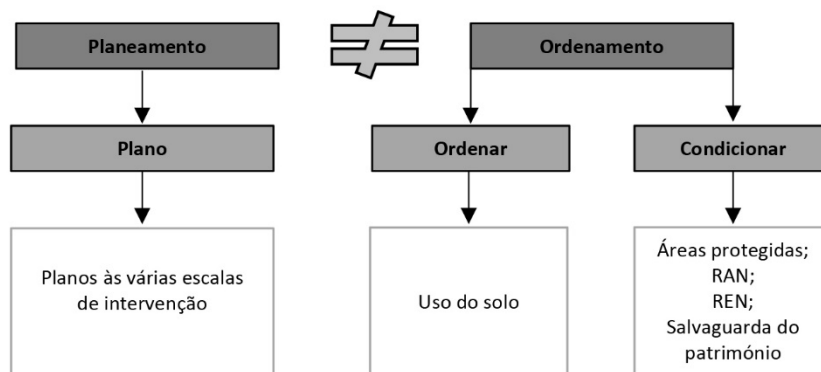 Planeamento
Ordenamento
Plano
Ordenar
Condicionar
Planos às várias escalas
de intervenção
Uso do solo
Áreas protegidas;
RAN;
REN;
Salvaguarda do
património